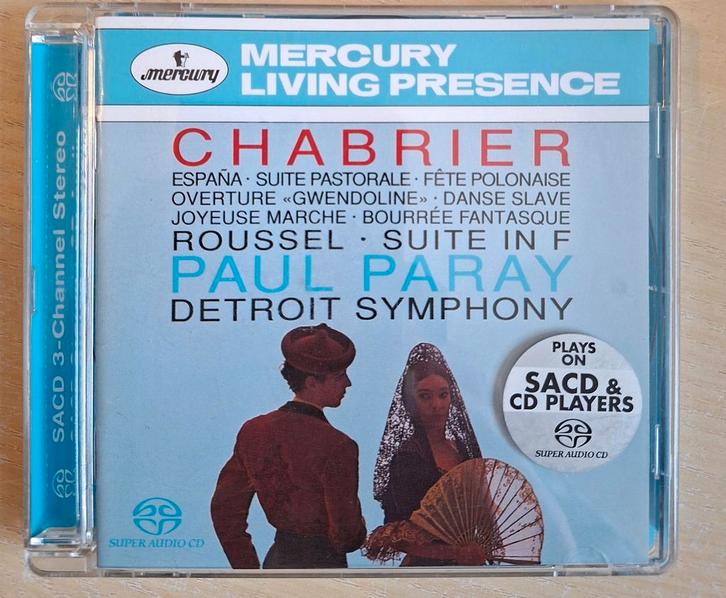 mercury
MERCURY
LIVING PRESENCE
CHABRIER
ESPAÑA · SUITE PASTORALE · FÊTE POLONAISE
OVERTURE «GWENDOLINE» · DANSE SLAVE
JOYEUSE MARCHE · BOURRÉE FANTASQUE
ROUSSEL · SUITE IN F
PAUL PARAY
DETROIT SYMPHONY
PLAYS
ON
SACD &
CD PLAYERS
SUPER AUDIO CD
SUPER AUDIO CD
SACD 3-Channel Stereo